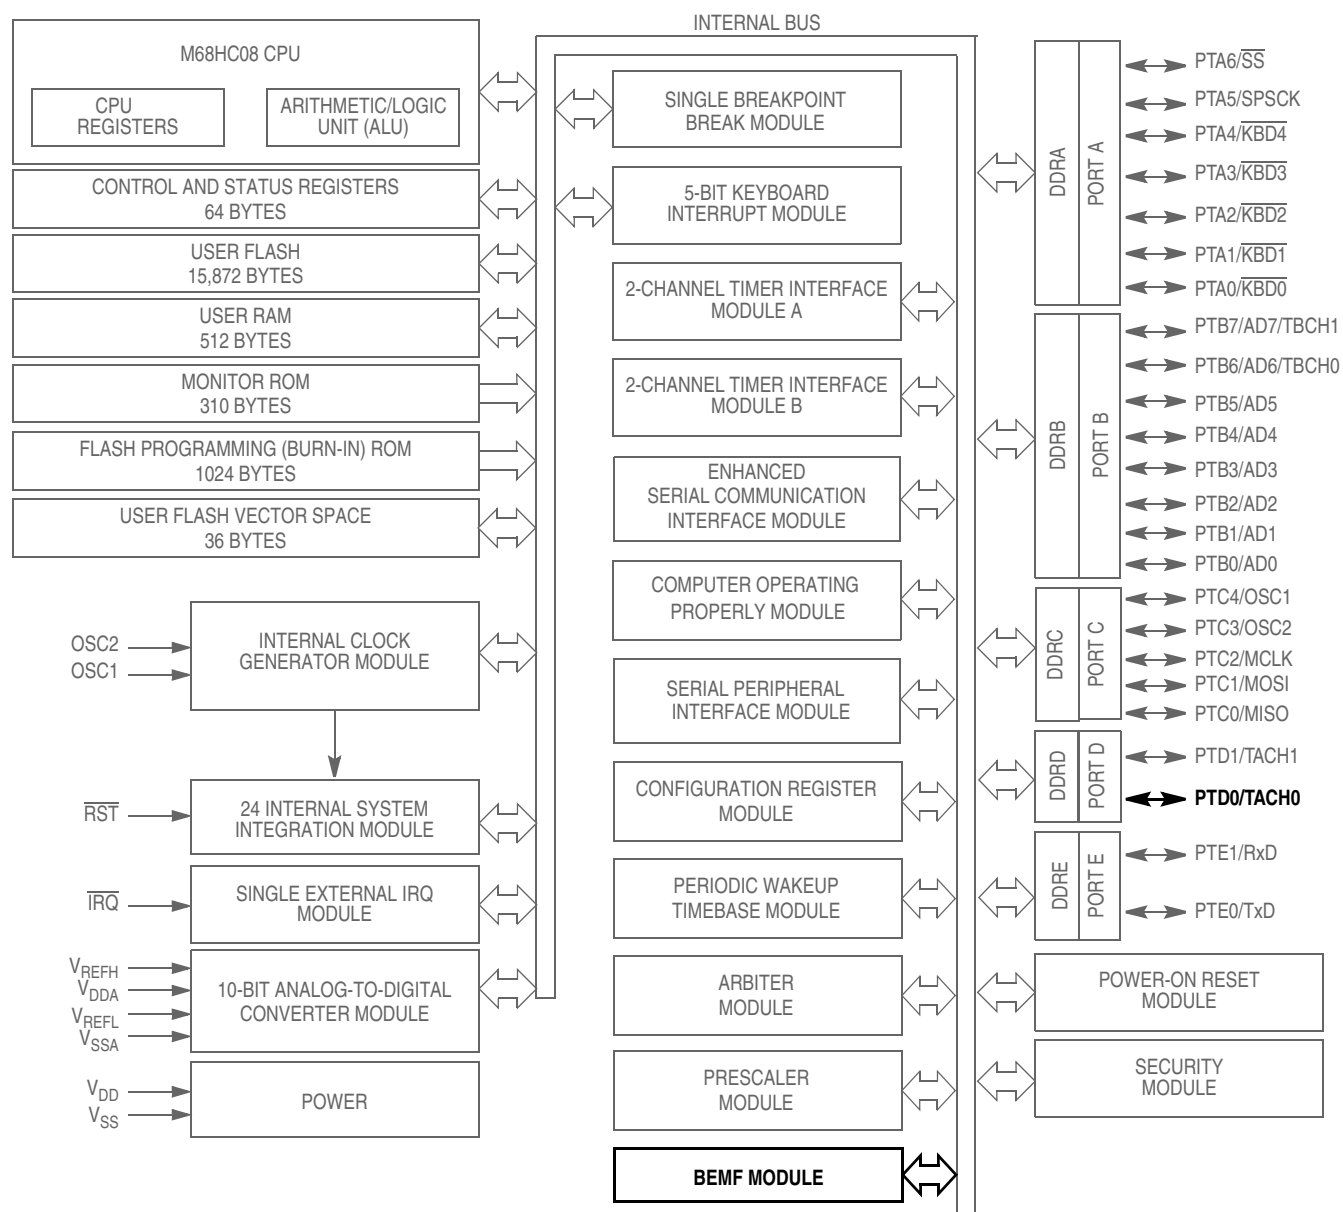 INTERNAL BUS
M68HC08 CPU
CPU
REGISTERS
ARITHMETIC/LOGIC
UNIT (ALU)
CONTROL AND STATUS REGISTERS
64 BYTES
USER FLASH
15,872 BYTES
USER RAM
512 BYTES
MONITOR ROM
310 BYTES
FLASH PROGRAMMING (BURN-IN) ROM
1024 BYTES
USER FLASH VECTOR SPACE
36 BYTES
OSC2
OSC1
INTERNAL CLOCK
GENERATOR MODULE
RST
24 INTERNAL SYSTEM
INTEGRATION MODULE
IRQ
SINGLE EXTERNAL IRQ
MODULE
VREFH
VDDA
VREFL
VSSA
10-BIT ANALOG-TO-DIGITAL
CONVERTER MODULE
VDD
VSS
POWER
SINGLE BREAKPOINT
BREAK MODULE
5-BIT KEYBOARD
INTERRUPT MODULE
2-CHANNEL TIMER INTERFACE
MODULE A
2-CHANNEL TIMER INTERFACE
MODULE B
ENHANCED
SERIAL COMMUNICATION
INTERFACE MODULE
COMPUTER OPERATING
PROPERLY MODULE
SERIAL PERIPHERAL
INTERFACE MODULE
CONFIGURATION REGISTER
MODULE
PERIODIC WAKEUP
TIMEBASE MODULE
ARBITER
MODULE
PRESCALER
MODULE
BEMF MODULE
DDRA
PORT A
PTA6/SS
PTA5/SPSCK
PTA4/KBD4
PTA3/KBD3
PTA2/KBD2
PTA1/KBD1
PTA0/KBD0
DDRB
PORT B
PTB7/AD7/TBCH1
PTB6/AD6/TBCH0
PTB5/AD5
PTB4/AD4
PTB3/AD3
PTB2/AD2
PTB1/AD1
PTB0/AD0
DDRC
PORT C
PTC4/OSC1
PTC3/OSC2
PTC2/MCLK
PTC1/MOSI
PTC0/MISO
DDRD
PORT D
PTD1/TACH1
PTD0/TACH0
DDRE
PORT E
PTE1/RxD
PTE0/TxD
POWER-ON RESET
MODULE
SECURITY
MODULE